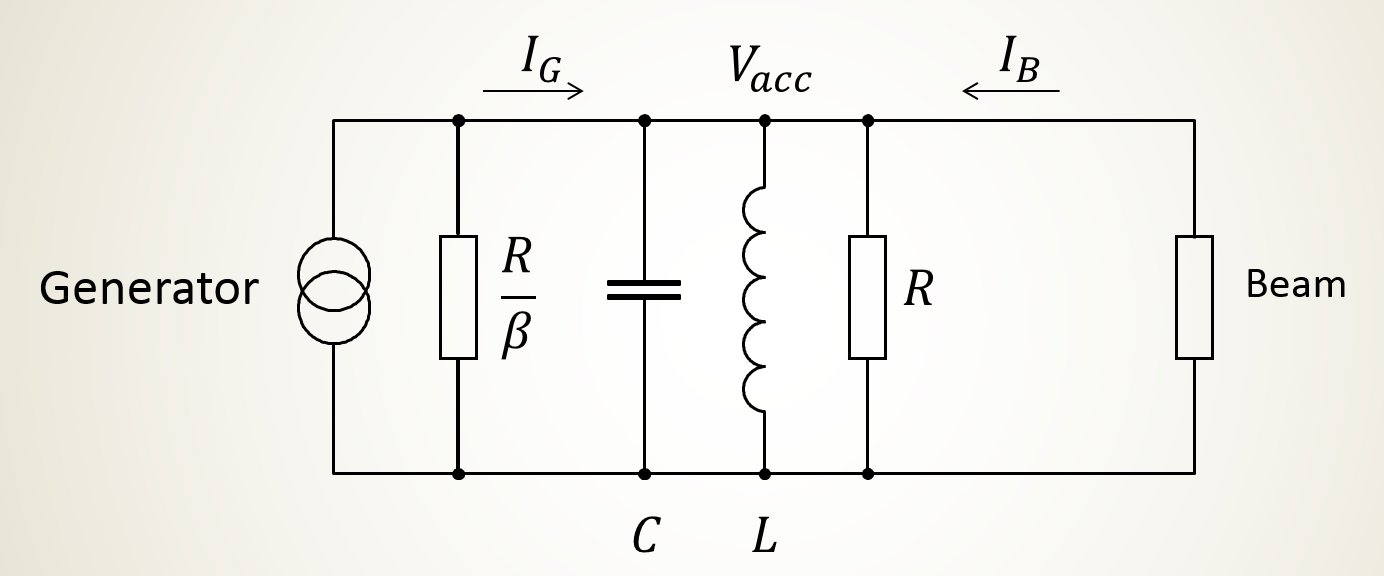 I_G
V_acc
I_B
Generator
R
β
R
Beam
C
L